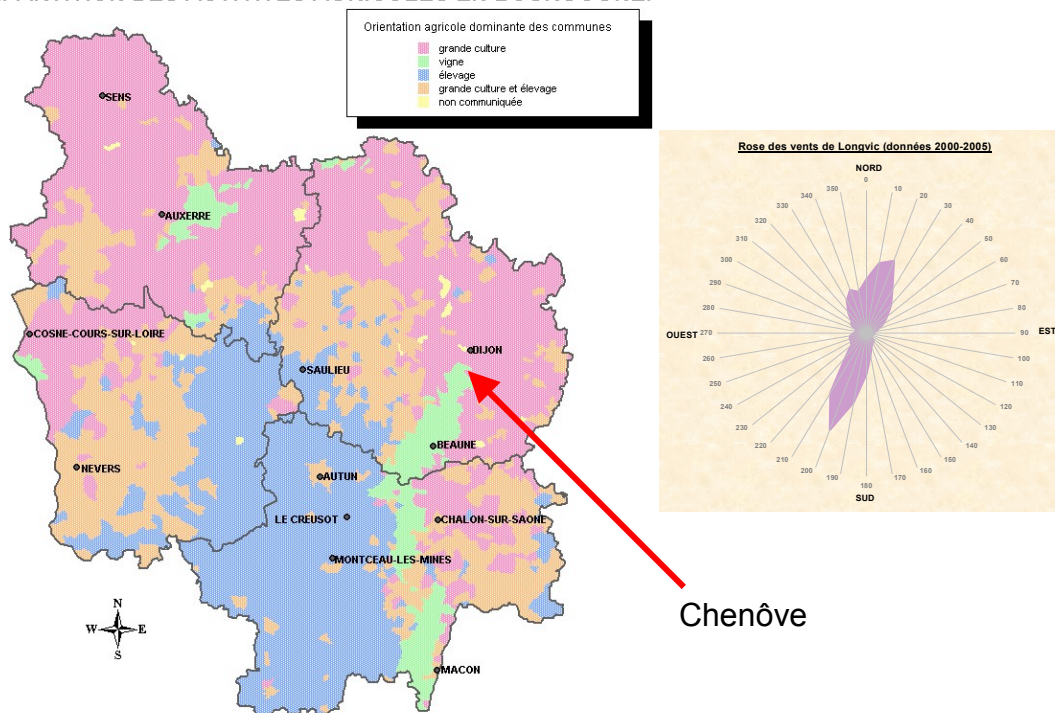 Orientation agricole dominante des communes
grande culture
vigne
élevage
grande culture et élevage
non communiquée
SENS
AUXERRE
COSNE-COURS-SUR-LOIRE
DIJON
SAULIEU
BEAUNE
NEVERS
AUTUN
LE CREUSOT
CHALON-SUR-SAONE
MONTCEAU-LES-MINES
MACON
N
W E
S
Chenôve
Rose des vents de Longvic (données 2000-2005)
NORD
0
350 10
340 20
330 30
320 40
310 50
300 60
290 70
280 80
OUEST 270 90 EST
260 100
250 110
240 120
230 130
220 140
210 150
200 160
190 170
180
SUD